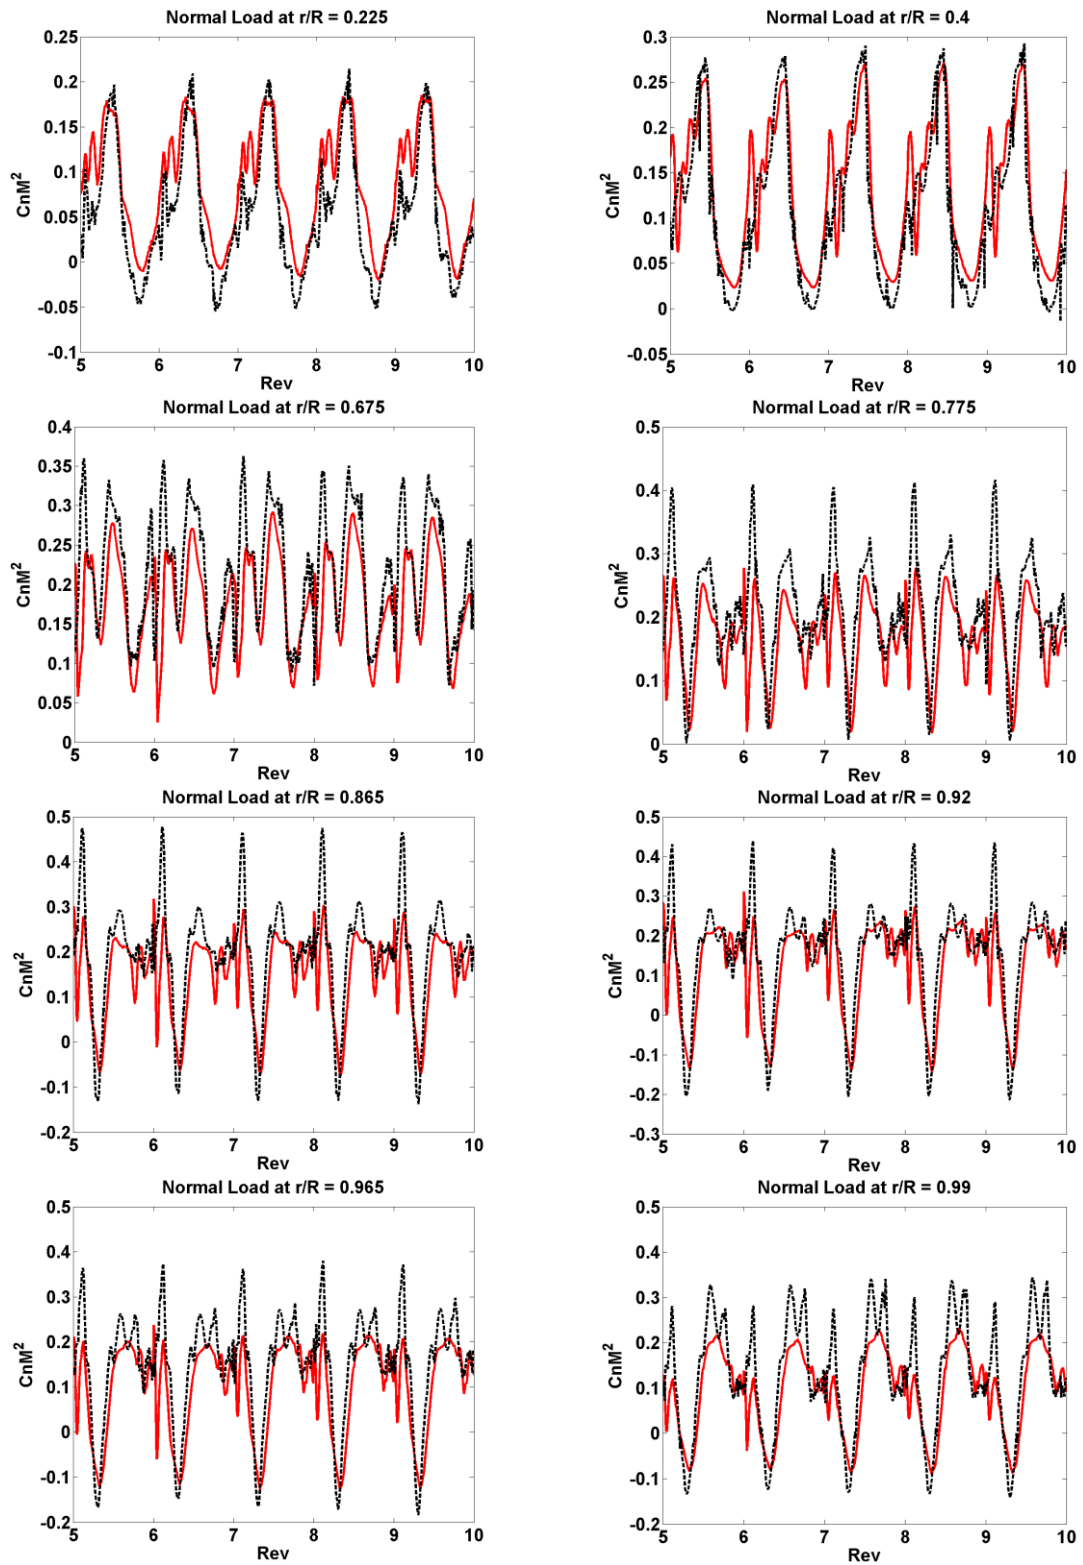 Normal Load at r/R = 0.225
0.25
0.2
0.15
0.1
0.05
0
-0.05
-0.1
CnM²
5 6 7 8 9 10
Rev
Normal Load at r/R = 0.4
0.3
0.25
0.2
0.15
0.1
0.05
0
-0.05
CnM²
5 6 7 8 9 10
Rev
Normal Load at r/R = 0.675
0.4
0.35
0.3
0.25
0.2
0.15
0.1
0.05
0
CnM²
5 6 7 8 9 10
Rev
Normal Load at r/R = 0.775
0.5
0.4
0.3
0.2
0.1
0
CnM²
5 6 7 8 9 10
Rev
Normal Load at r/R = 0.865
0.5
0.4
0.3
0.2
0.1
0
-0.1
-0.2
CnM²
5 6 7 8 9 10
Rev
Normal Load at r/R = 0.92
0.5
0.4
0.3
0.2
0.1
0
-0.1
-0.2
-0.3
CnM²
5 6 7 8 9 10
Rev
Normal Load at r/R = 0.965
0.5
0.4
0.3
0.2
0.1
0
-0.1
-0.2
CnM²
5 6 7 8 9 10
Rev
Normal Load at r/R = 0.99
0.5
0.4
0.3
0.2
0.1
0
-0.1
-0.2
CnM²
5 6 7 8 9 10
Rev